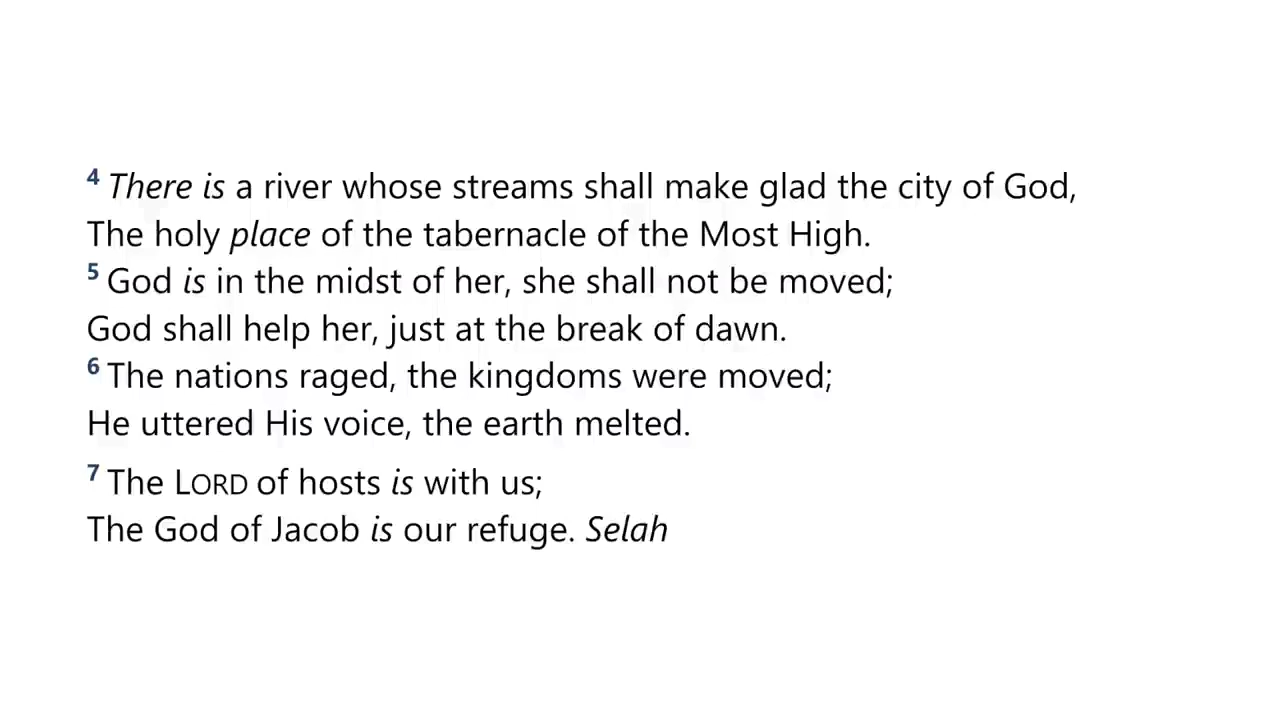 4 There is a river whose streams shall make glad the city of God,
The holy place of the tabernacle of the Most High.
5 God is in the midst of her, she shall not be moved;
God shall help her, just at the break of dawn.
6 The nations raged, the kingdoms were moved;
He uttered His voice, the earth melted.
7 The LORD of hosts is with us;
The God of Jacob is our refuge. Selah